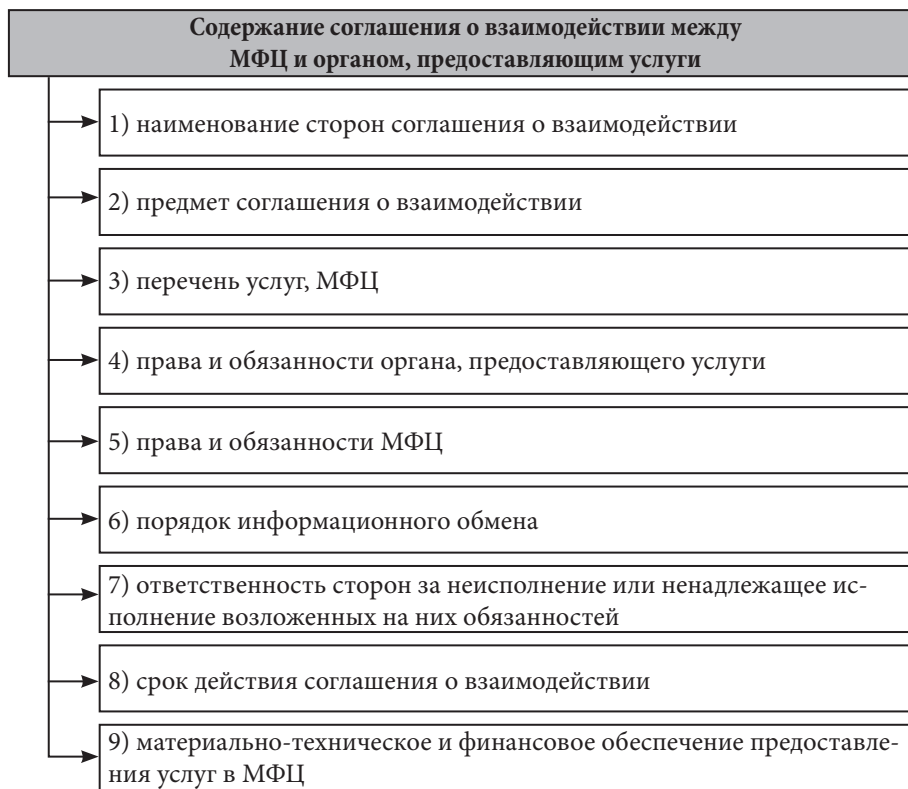 Содержание соглашения о взаимодействии между
МФЦ и органом, предоставляющим услуги
1) наименование сторон соглашения о взаимодействии
2) предмет соглашения о взаимодействии
3) перечень услуг, МФЦ
4) права и обязанности органа, предоставляющего услуги
5) права и обязанности МФЦ
6) порядок информационного обмена
7) ответственность сторон за неисполнение или ненадлежащее ис-
полнение возложенных на них обязанностей
8) срок действия соглашения о взаимодействии
9) материально-техническое и финансовое обеспечение предоставле-
ния услуг в МФЦ